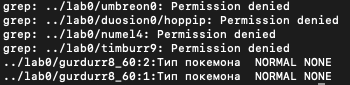 grep: ../lab0/umbreon0: Permission denied
grep: ../lab0/duosion0/hoppip: Permission denied
grep: ../lab0/numel4: Permission denied
grep: ../lab0/timburr9: Permission denied
../lab0/gurdurr8_60:2:Тип покемона  NORMAL NONE
../lab0/gurdurr8_60:1:Тип покемона  NORMAL NONE